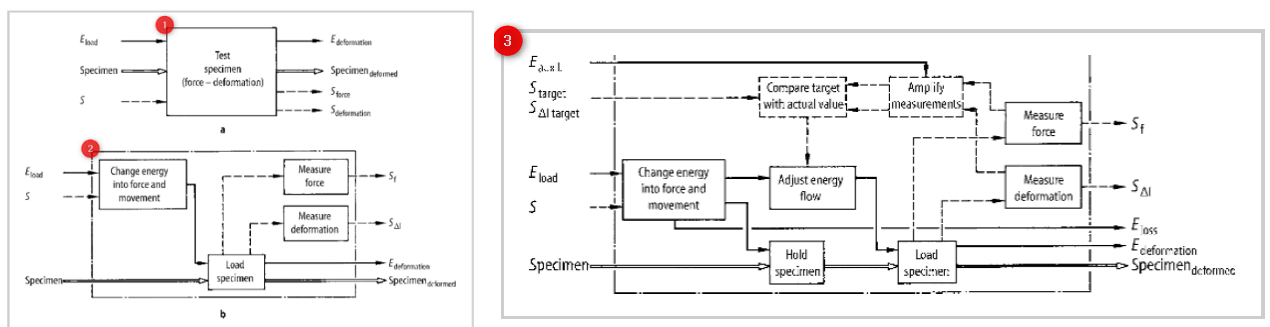 1
E load
Test
specimen
(force – deformation)
E deformation
Specimen
Specimen deformed
S
S force
S deformation
a
2
E load
S
Change energy
into force and
movement
Measure
force
S f
Measure
deformation
S Δl
Load
specimen
E deformation
Specimen
Specimen deformed
b
3
S target
S Δl target
Compare target
with actual value
Amplify
measurements
Measure
force
S f
E load
S
Change energy
into force and
movement
Adjust energy
flow
Measure
deformation
S Δl
E loss
E deformation
Specimen
Hold
specimen
Load
specimen
Specimen deformed